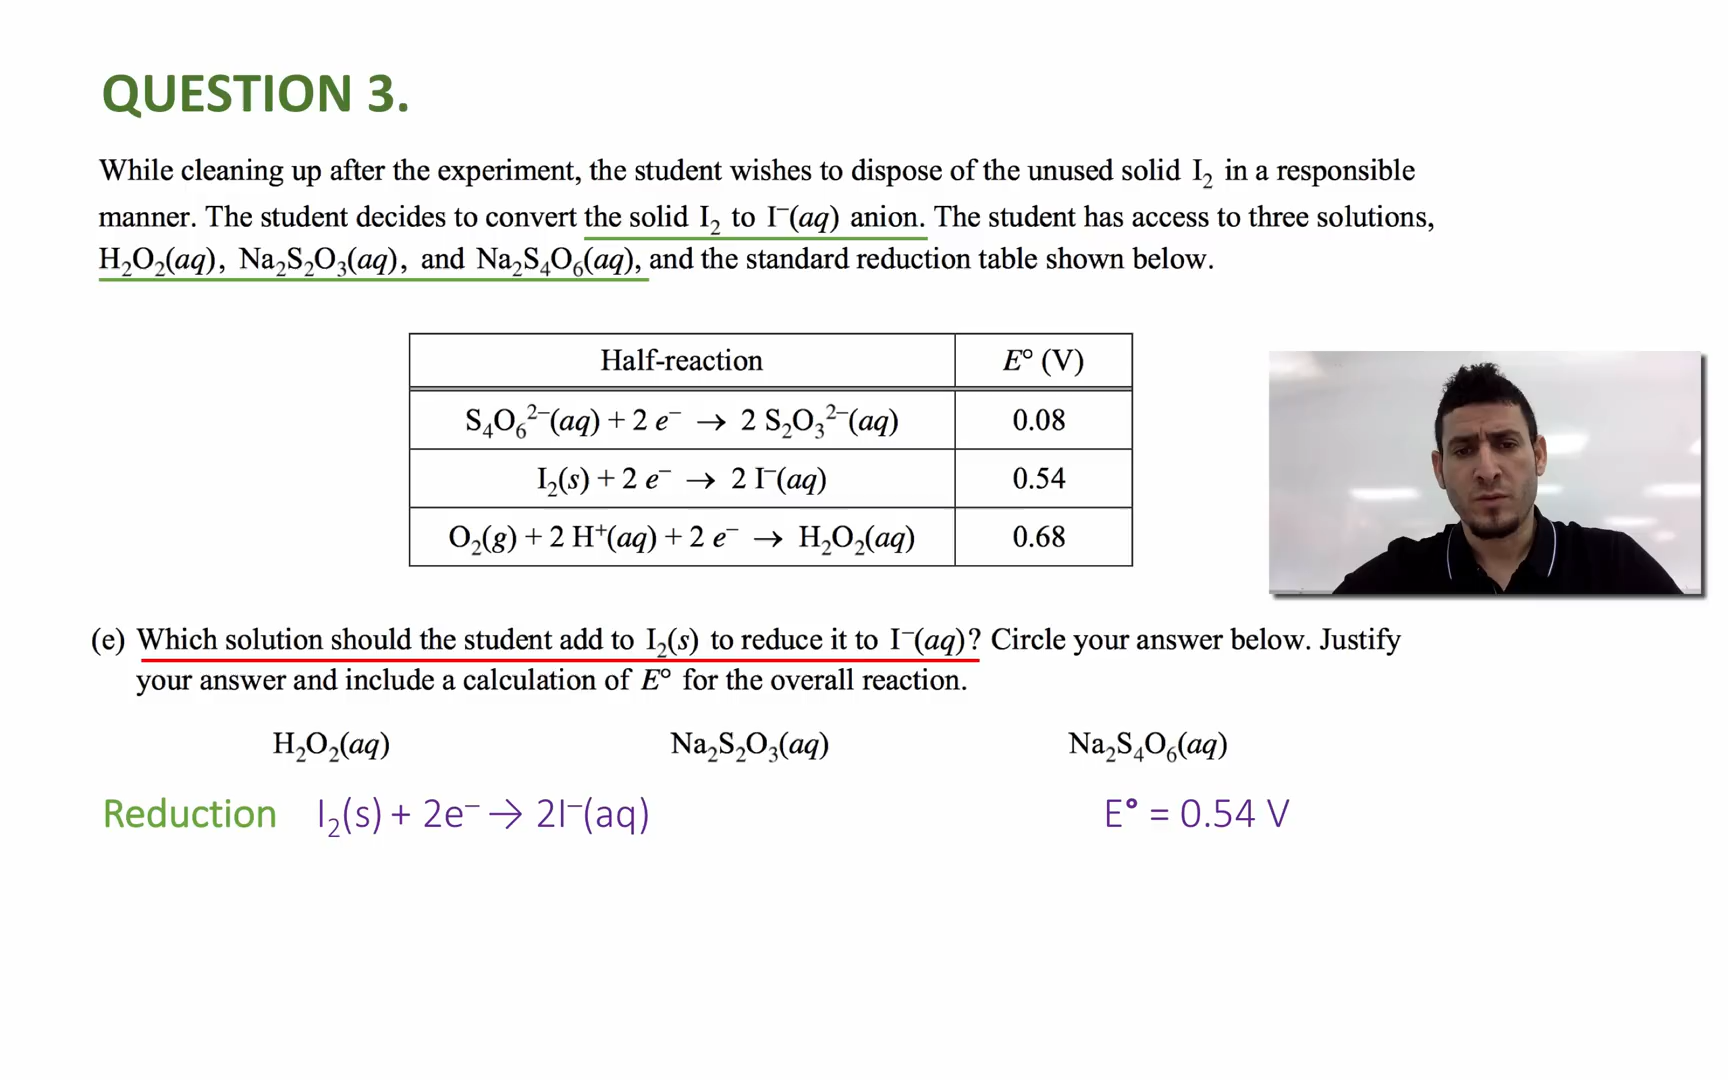 QUESTION 3.
While cleaning up after the experiment, the student wishes to dispose of the unused solid I₂ in a responsible
manner. The student decides to convert the solid I₂ to I⁻(aq) anion. The student has access to three solutions,
H₂O₂(aq), Na₂S₂O₃(aq), and Na₂S₄O₆(aq), and the standard reduction table shown below.
Half-reaction E° (V)
S₄O₆²⁻(aq) + 2 e⁻ → 2 S₂O₃²⁻(aq) 0.08
I₂(s) + 2 e⁻ → 2 I⁻(aq) 0.54
O₂(g) + 2 H⁺(aq) + 2 e⁻ → H₂O₂(aq) 0.68
(e) Which solution should the student add to I₂(s) to reduce it to I⁻(aq)? Circle your answer below. Justify
your answer and include a calculation of E° for the overall reaction.
H₂O₂(aq) Na₂S₂O₃(aq) Na₂S₄O₆(aq)
Reduction I₂(s) + 2e⁻ → 2I⁻(aq) E° = 0.54 V